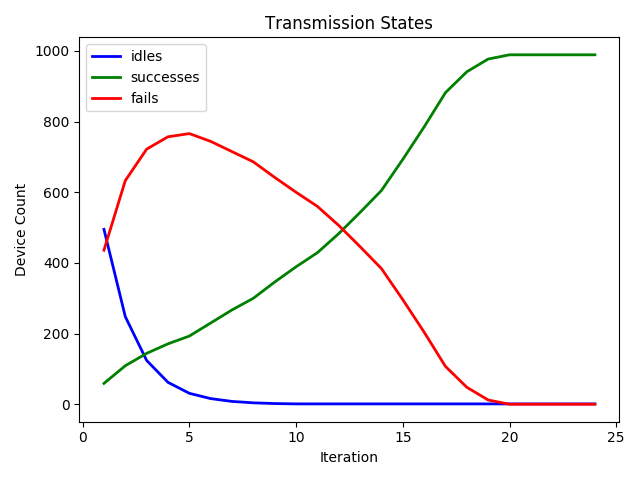 Transmission States
idles
successes
fails
1000
800
600
400
200
0
Device Count
0 5 10 15 20 25
Iteration